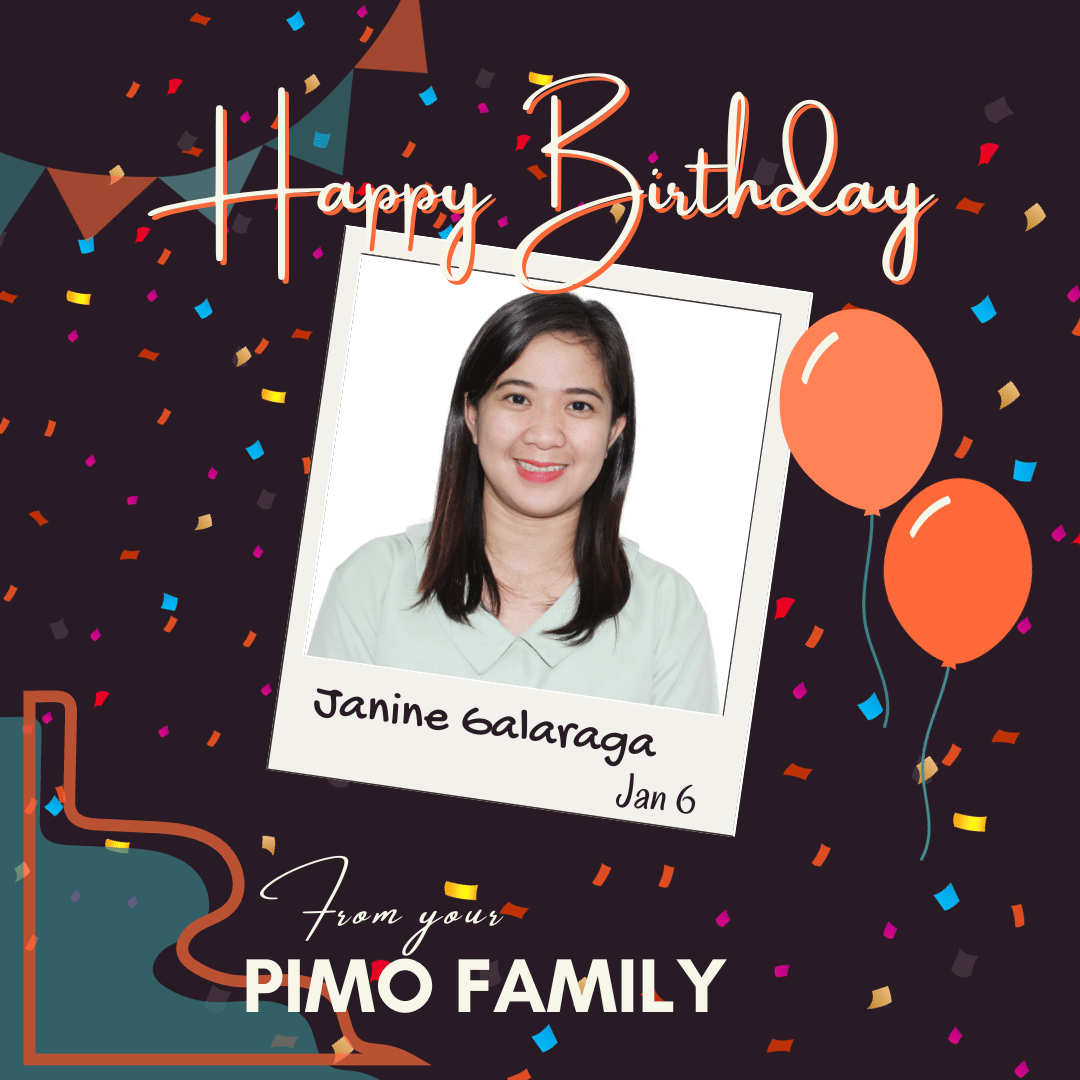 Happy Birthday
Janine Galaraga
Jan 6
From your
PIMO FAMILY